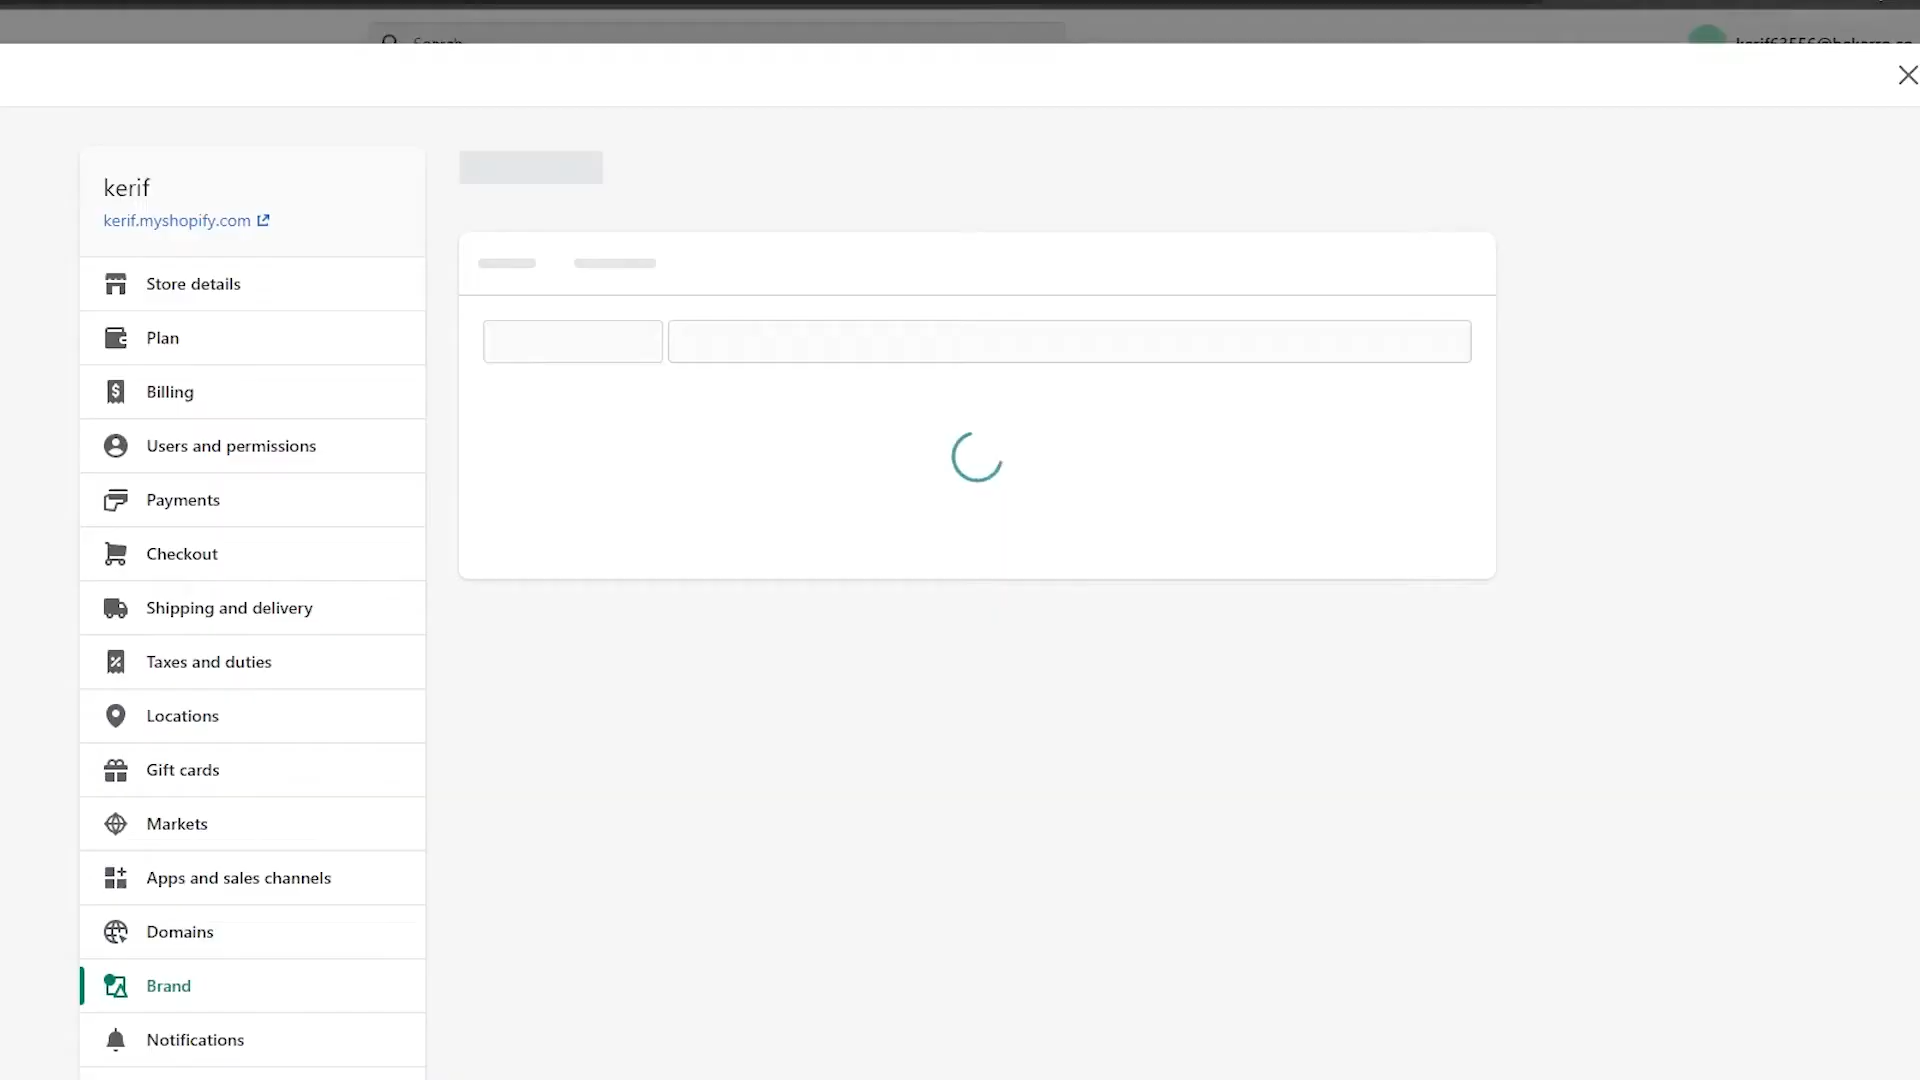 kerif
kerif.myshopify.com
Store details
Plan
Billing
Users and permissions
Payments
Checkout
Shipping and delivery
Taxes and duties
Locations
Gift cards
Markets
Apps and sales channels
Domains
Brand
Notifications